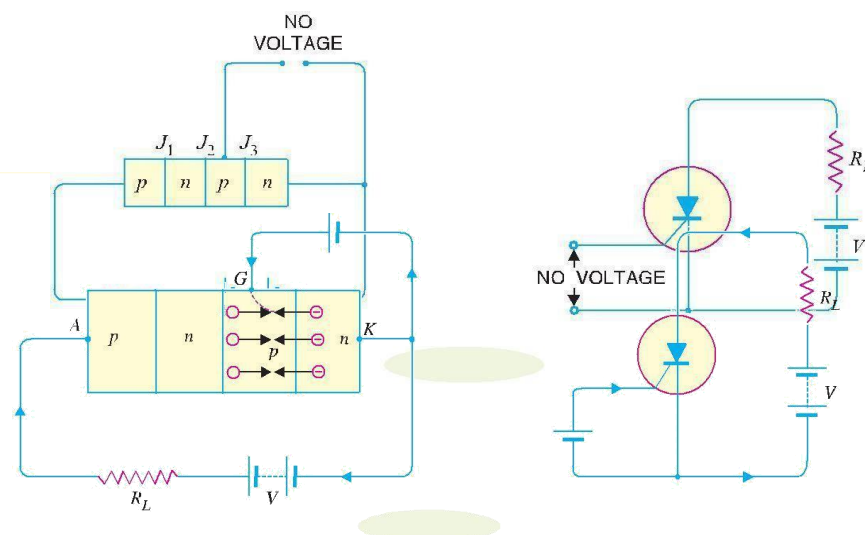 NO
VOLTAGE
J1 J2 J3
p n p n
G
A p n p n K
RL V
RL
V
NO VOLTAGE
RL
V